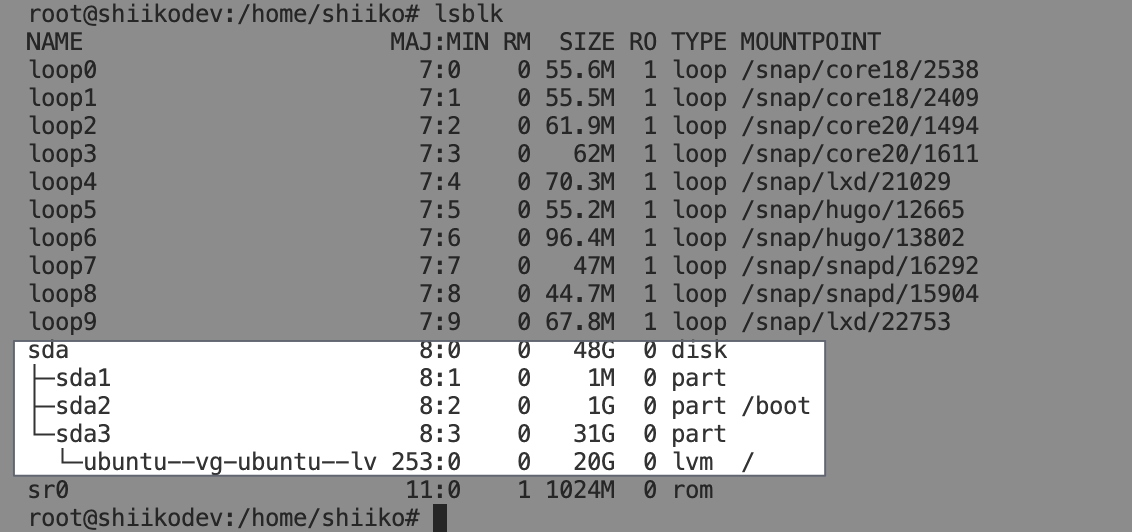 root@shiikodev:/home/shiiko# lsblk
NAME                      MAJ:MIN RM  SIZE RO TYPE MOUNTPOINT
loop0                       7:0    0 55.6M  1 loop /snap/core18/2538
loop1                       7:1    0 55.5M  1 loop /snap/core18/2409
loop2                       7:2    0 61.9M  1 loop /snap/core20/1494
loop3                       7:3    0   62M  1 loop /snap/core20/1611
loop4                       7:4    0 70.3M  1 loop /snap/lxd/21029
loop5                       7:5    0 55.2M  1 loop /snap/hugo/12665
loop6                       7:6    0 96.4M  1 loop /snap/hugo/13802
loop7                       7:7    0   47M  1 loop /snap/snapd/16292
loop8                       7:8    0 44.7M  1 loop /snap/snapd/15904
loop9                       7:9    0 67.8M  1 loop /snap/lxd/22753
sda                         8:0    0   48G  0 disk
├─sda1                      8:1    0    1M  0 part
├─sda2                      8:2    0    1G  0 part /boot
└─sda3                      8:3    0   31G  0 part
  └─ubuntu--vg-ubuntu--lv 253:0    0   20G  0 lvm  /
sr0                        11:0    1 1024M  0 rom
root@shiikodev:/home/shiiko#